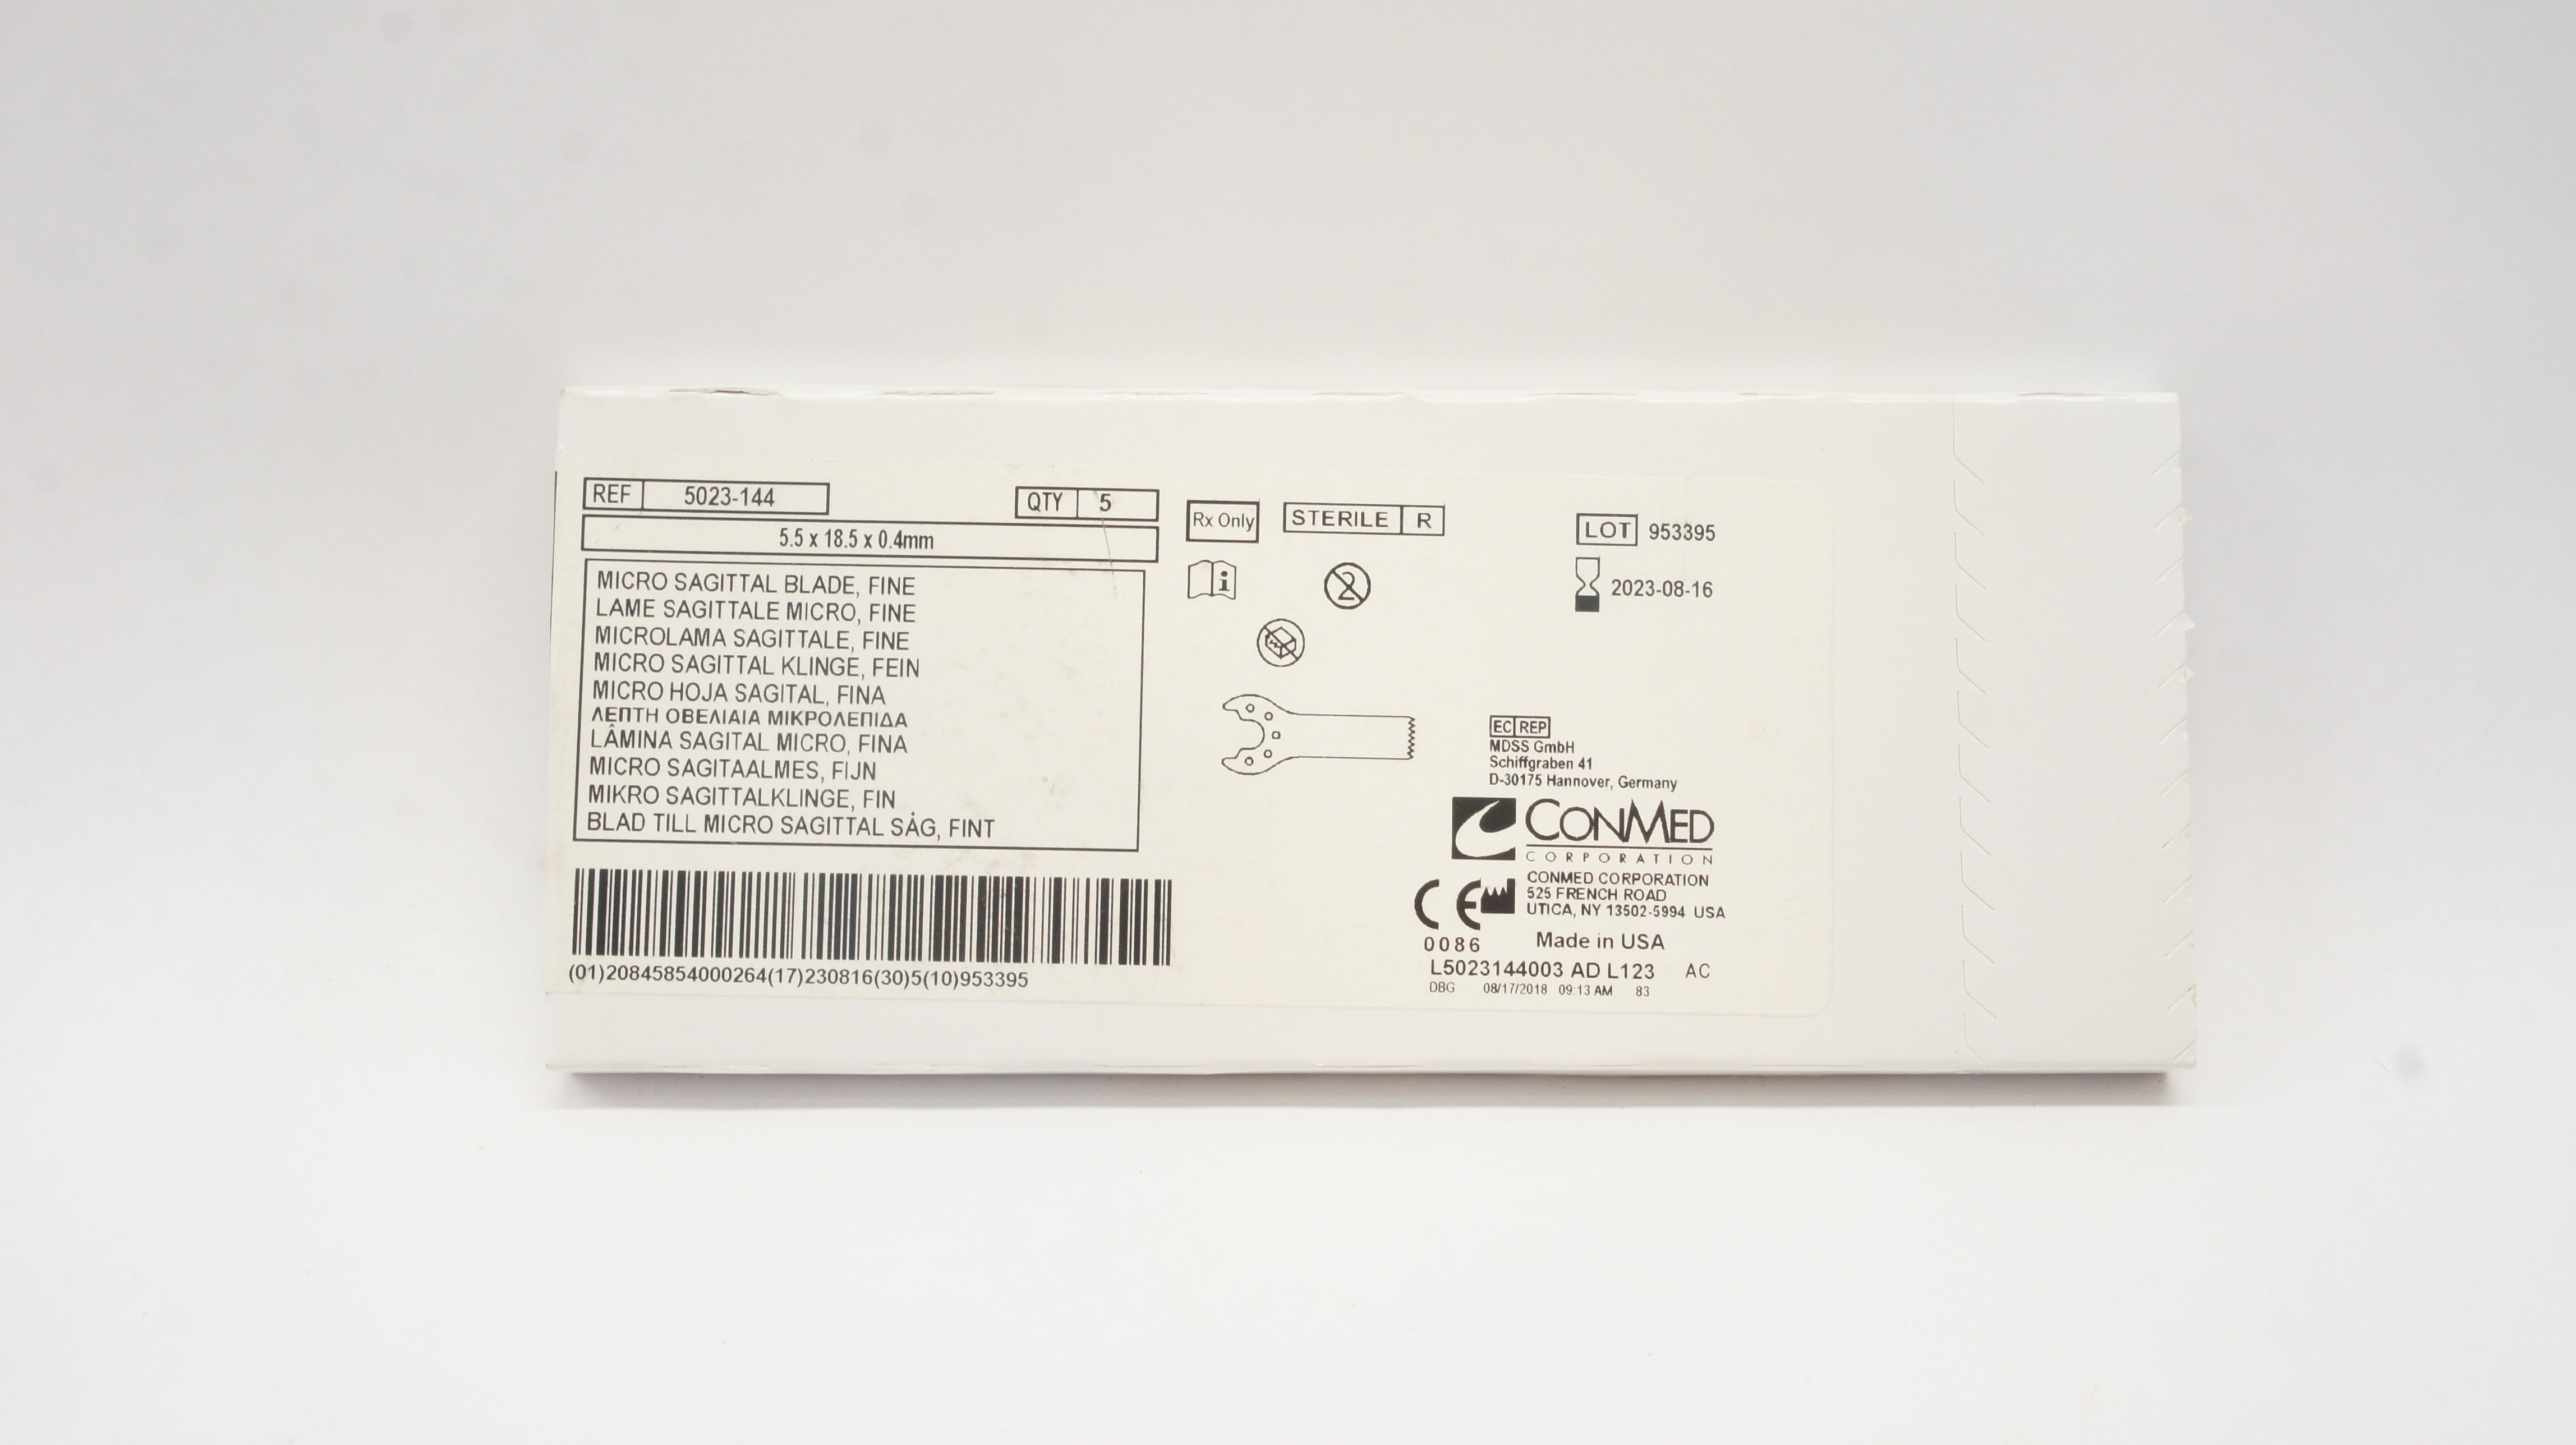 REF 5023-144 QTY 5
5.5 x 18.5 x 0.4mm
MICRO SAGITTAL BLADE, FINE
LAME SAGITTALE MICRO, FINE
MICROLAMA SAGITTALE, FINE
MICRO SAGITTAL KLINGE, FEIN
MICRO HOJA SAGITAL, FINA
ΛΕΠΤΗ ΟΒΕΛΙΑΙΑ ΜΙΚΡΟΛΕΠΙΔΑ
LÂMINA SAGITAL MICRO, FINA
MICRO SAGITAALMES, FIJN
MIKRO SAGITTALKLINGE, FIN
BLAD TILL MICRO SAGITTAL SÅG, FINT
(01)20845854000264(17)230816(30)5(10)953395
Rx Only STERILE R
2
LOT 953395
2023-08-16
EC REP
MDSS GmbH
Schiffgraben 41
D-30175 Hannover, Germany
CONMED
CORPORATION
CONMED CORPORATION
525 FRENCH ROAD
UTICA, NY 13502-5994 USA
CE
0086 Made in USA
L5023144003 AD L123 AC
DBG 08/17/2018 09:13 AM 83